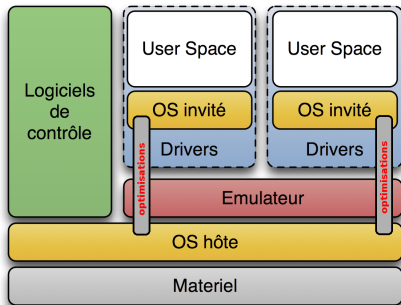 Logiciels
de
contrôle
User Space
OS invité
Drivers
optimisations
User Space
OS invité
Drivers
optimisations
Emulateur
OS hôte
Materiel